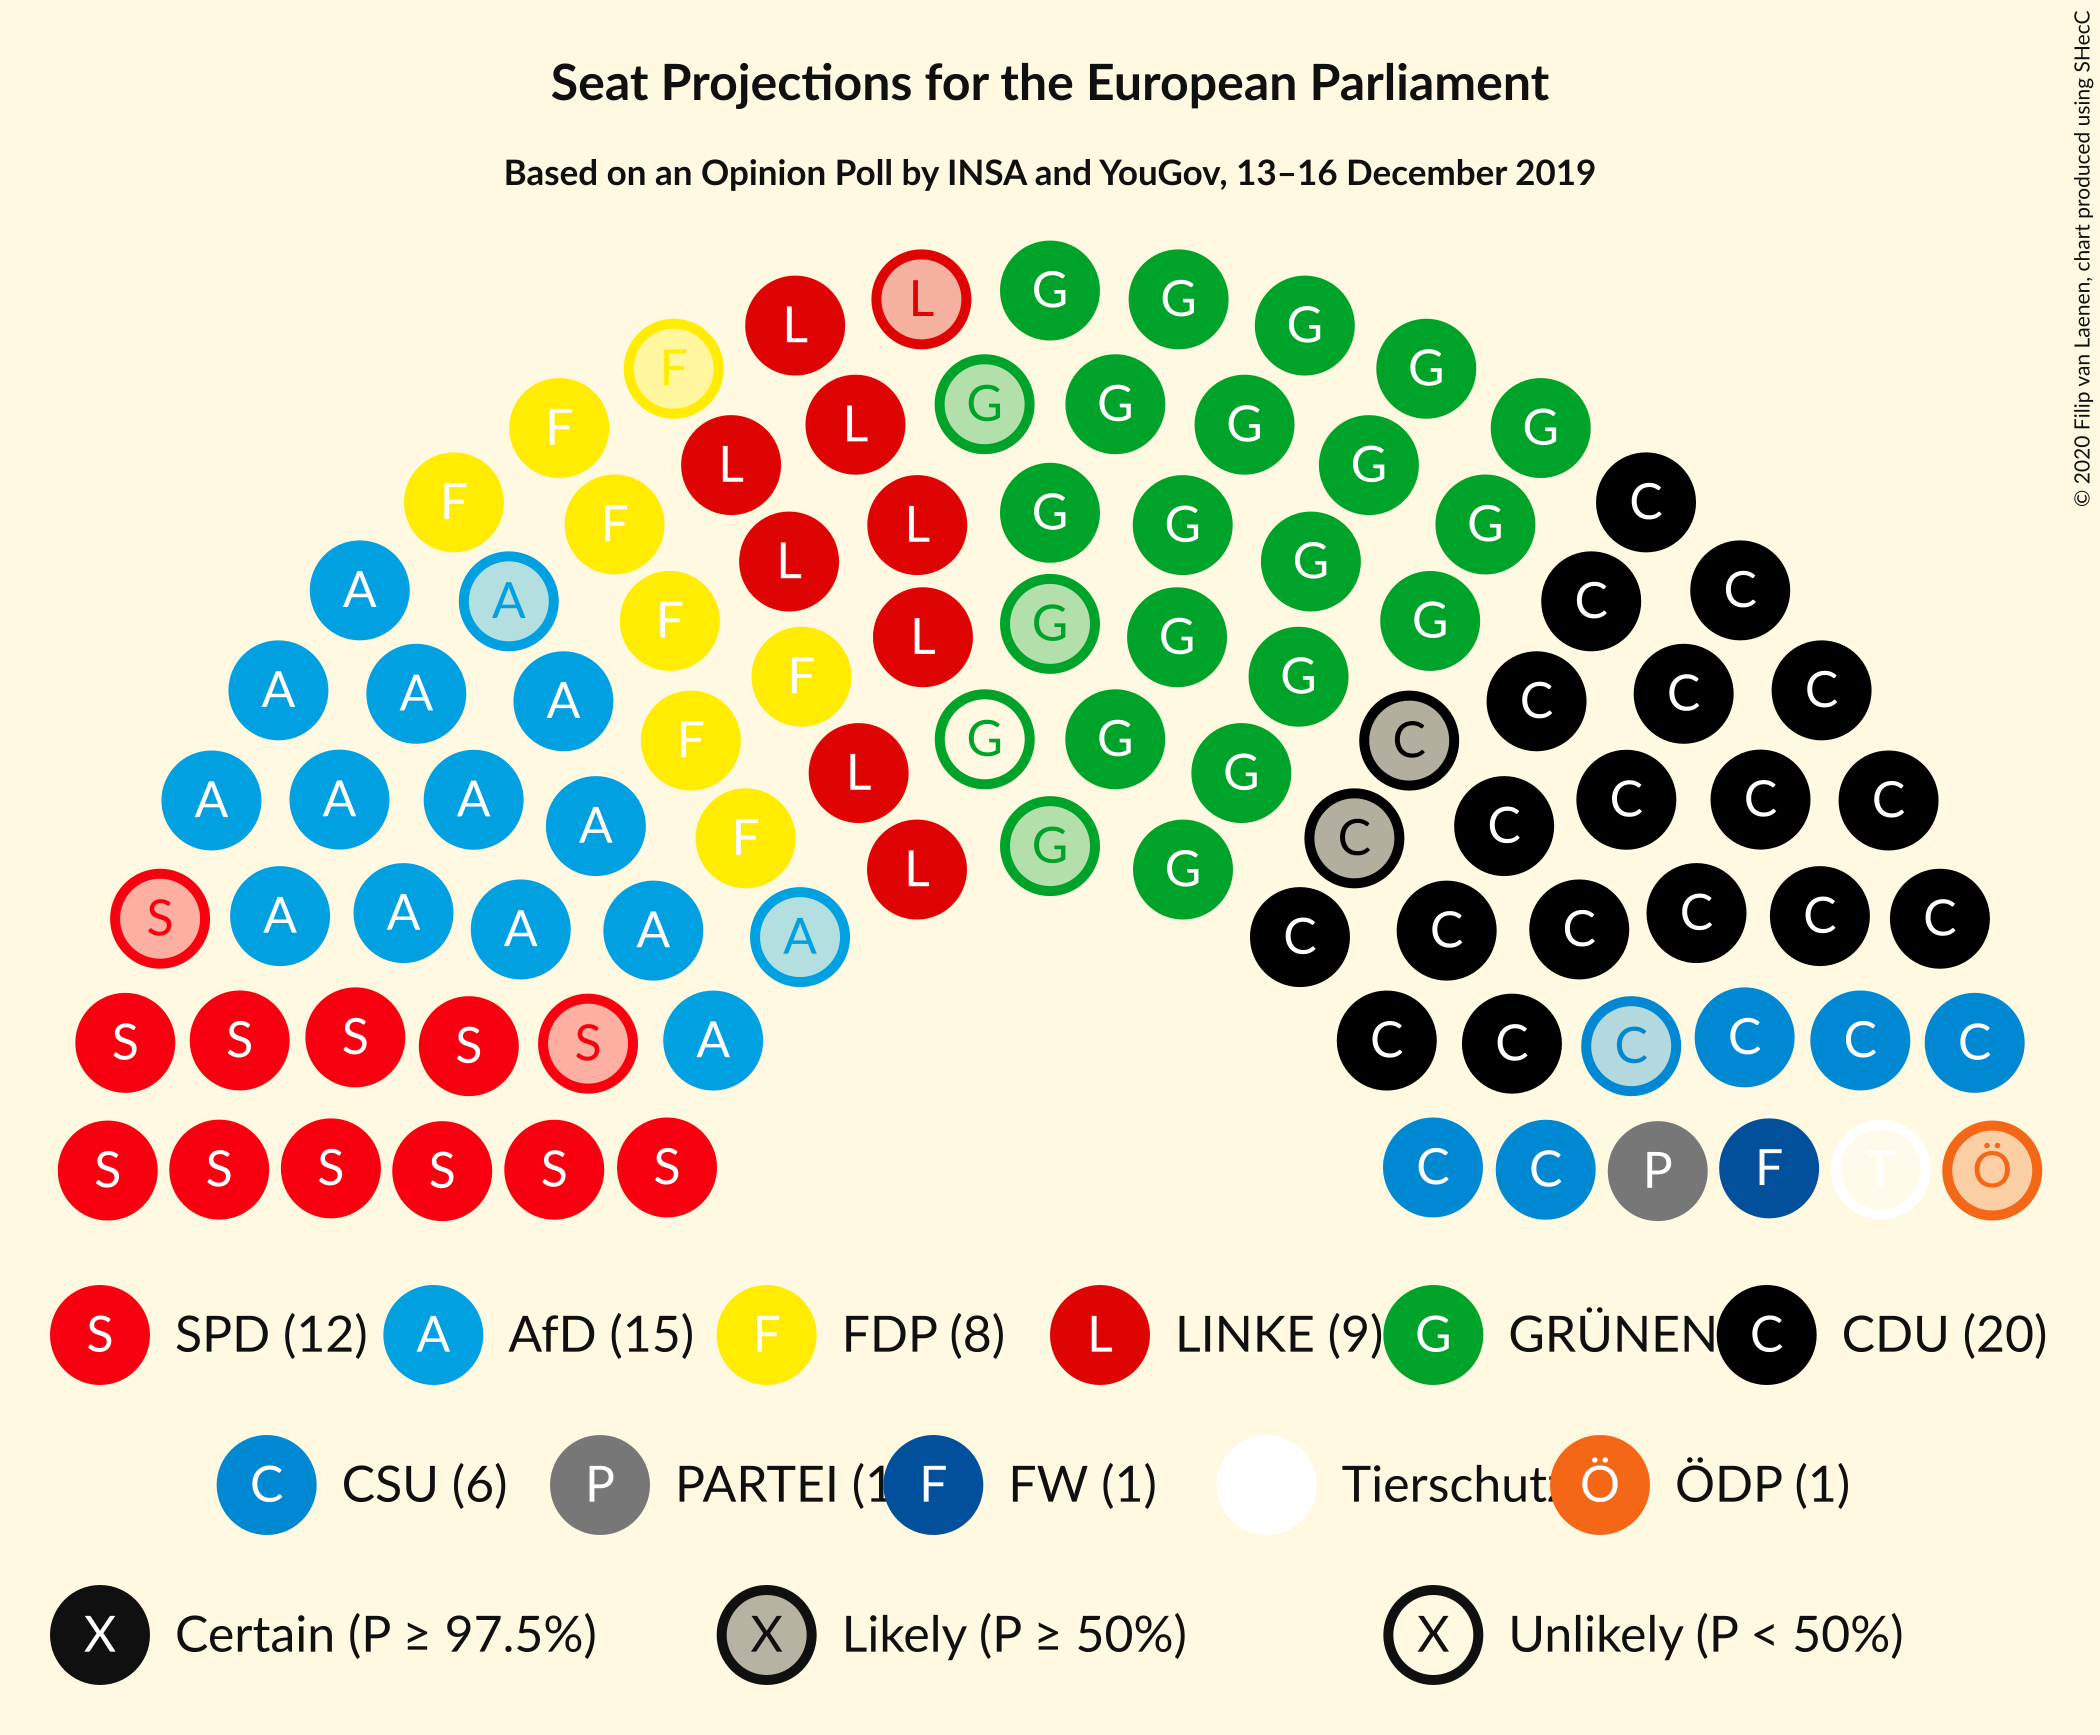 Seat Projections for the European Parliament
Based on an Opinion Poll by INSA and YouGov, 13–16 December 2019
© 2020 Filip van Laenen, chart produced using SHecC
L G G G
F L G
F L G G G G
F L G
F L G G G C
A A F L G G C C
F L G G G G
A A A F G C C C
F L G G C
A A A A F L G C C C C C
S A A A A A L G C C C C C C
S S S S S A C C C C C C
S S S S S S C C P F T Ö
S SPD (12) A AfD (15) F FDP (8) L LINKE (9) G GRÜNEN C CDU (20)
C CSU (6) P PARTEI (1 F FW (1) Tierschutz Ö ÖDP (1)
X Certain (P ≥ 97.5%) X Likely (P ≥ 50%) X Unlikely (P < 50%)